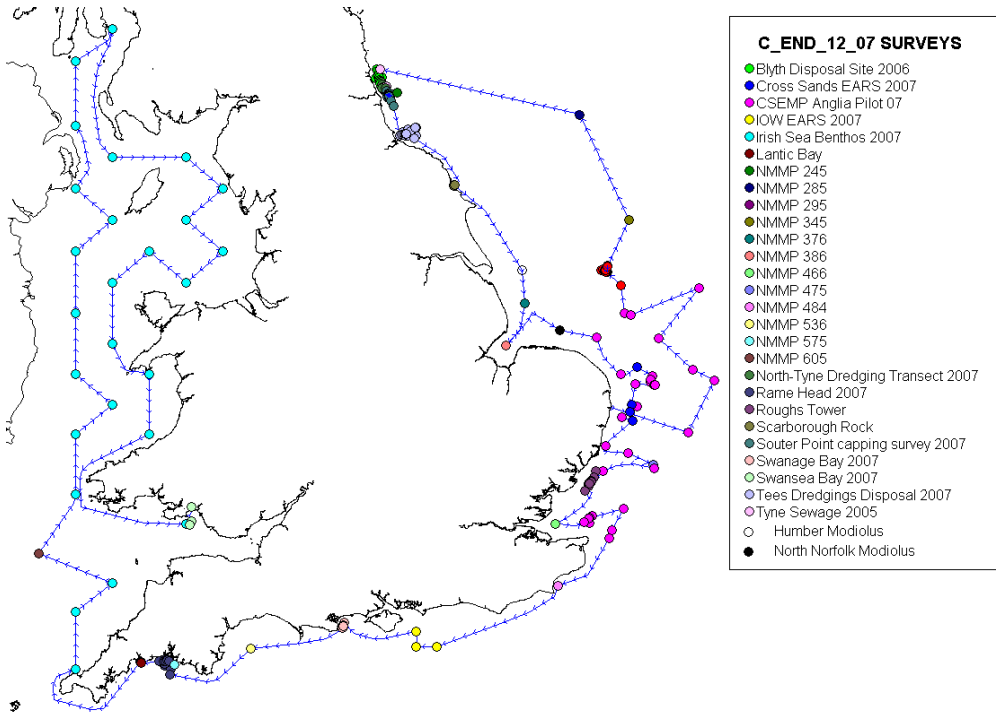 C_END_12_07 SURVEYS
Blyth Disposal Site 2006
Cross Sands EARS 2007
CSEMP Anglia Pilot 07
IOW EARS 2007
Irish Sea Benthos 2007
Lantic Bay
NMMP 245
NMMP 285
NMMP 295
NMMP 345
NMMP 376
NMMP 386
NMMP 466
NMMP 475
NMMP 484
NMMP 536
NMMP 575
NMMP 605
North-Tyne Dredging Transect 2007
Rame Head 2007
Roughs Tower
Scarborough Rock
Souter Point capping survey 2007
Swanage Bay 2007
Swansea Bay 2007
Tees Dredgings Disposal 2007
Tyne Sewage 2005
Humber Modiolus
North Norfolk Modiolus